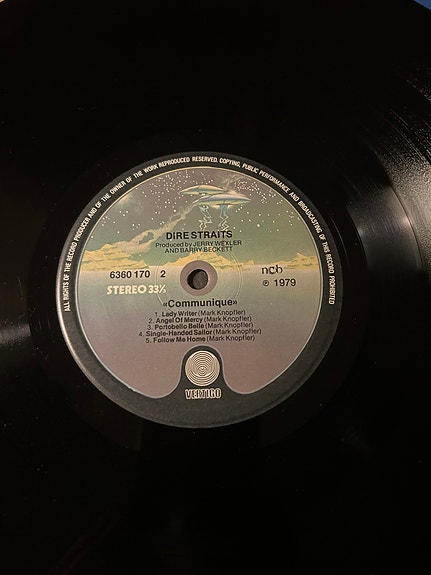 ALL RIGHTS OF THE RECORD PRODUCER AND OF THE OWNER OF THE WORK REPRODUCED RESERVED. COPYING, PUBLIC PERFORMANCE AND BROADCASTING OF THIS RECORD PROHIBITED
DIRE STRAITS
Produced by JERRY WEXLER
AND BARRY BECKETT
6360 170 2
ncb
STEREO 33⅓
℗ 1979
«Communique»
1. Lady Writer (Mark Knopfler)
2. Angel Of Mercy (Mark Knopfler)
3. Portobello Belle (Mark Knopfler)
4. Single-Handed Sailor (Mark Knopfler)
5. Follow Me Home (Mark Knopfler)
VERTIGO